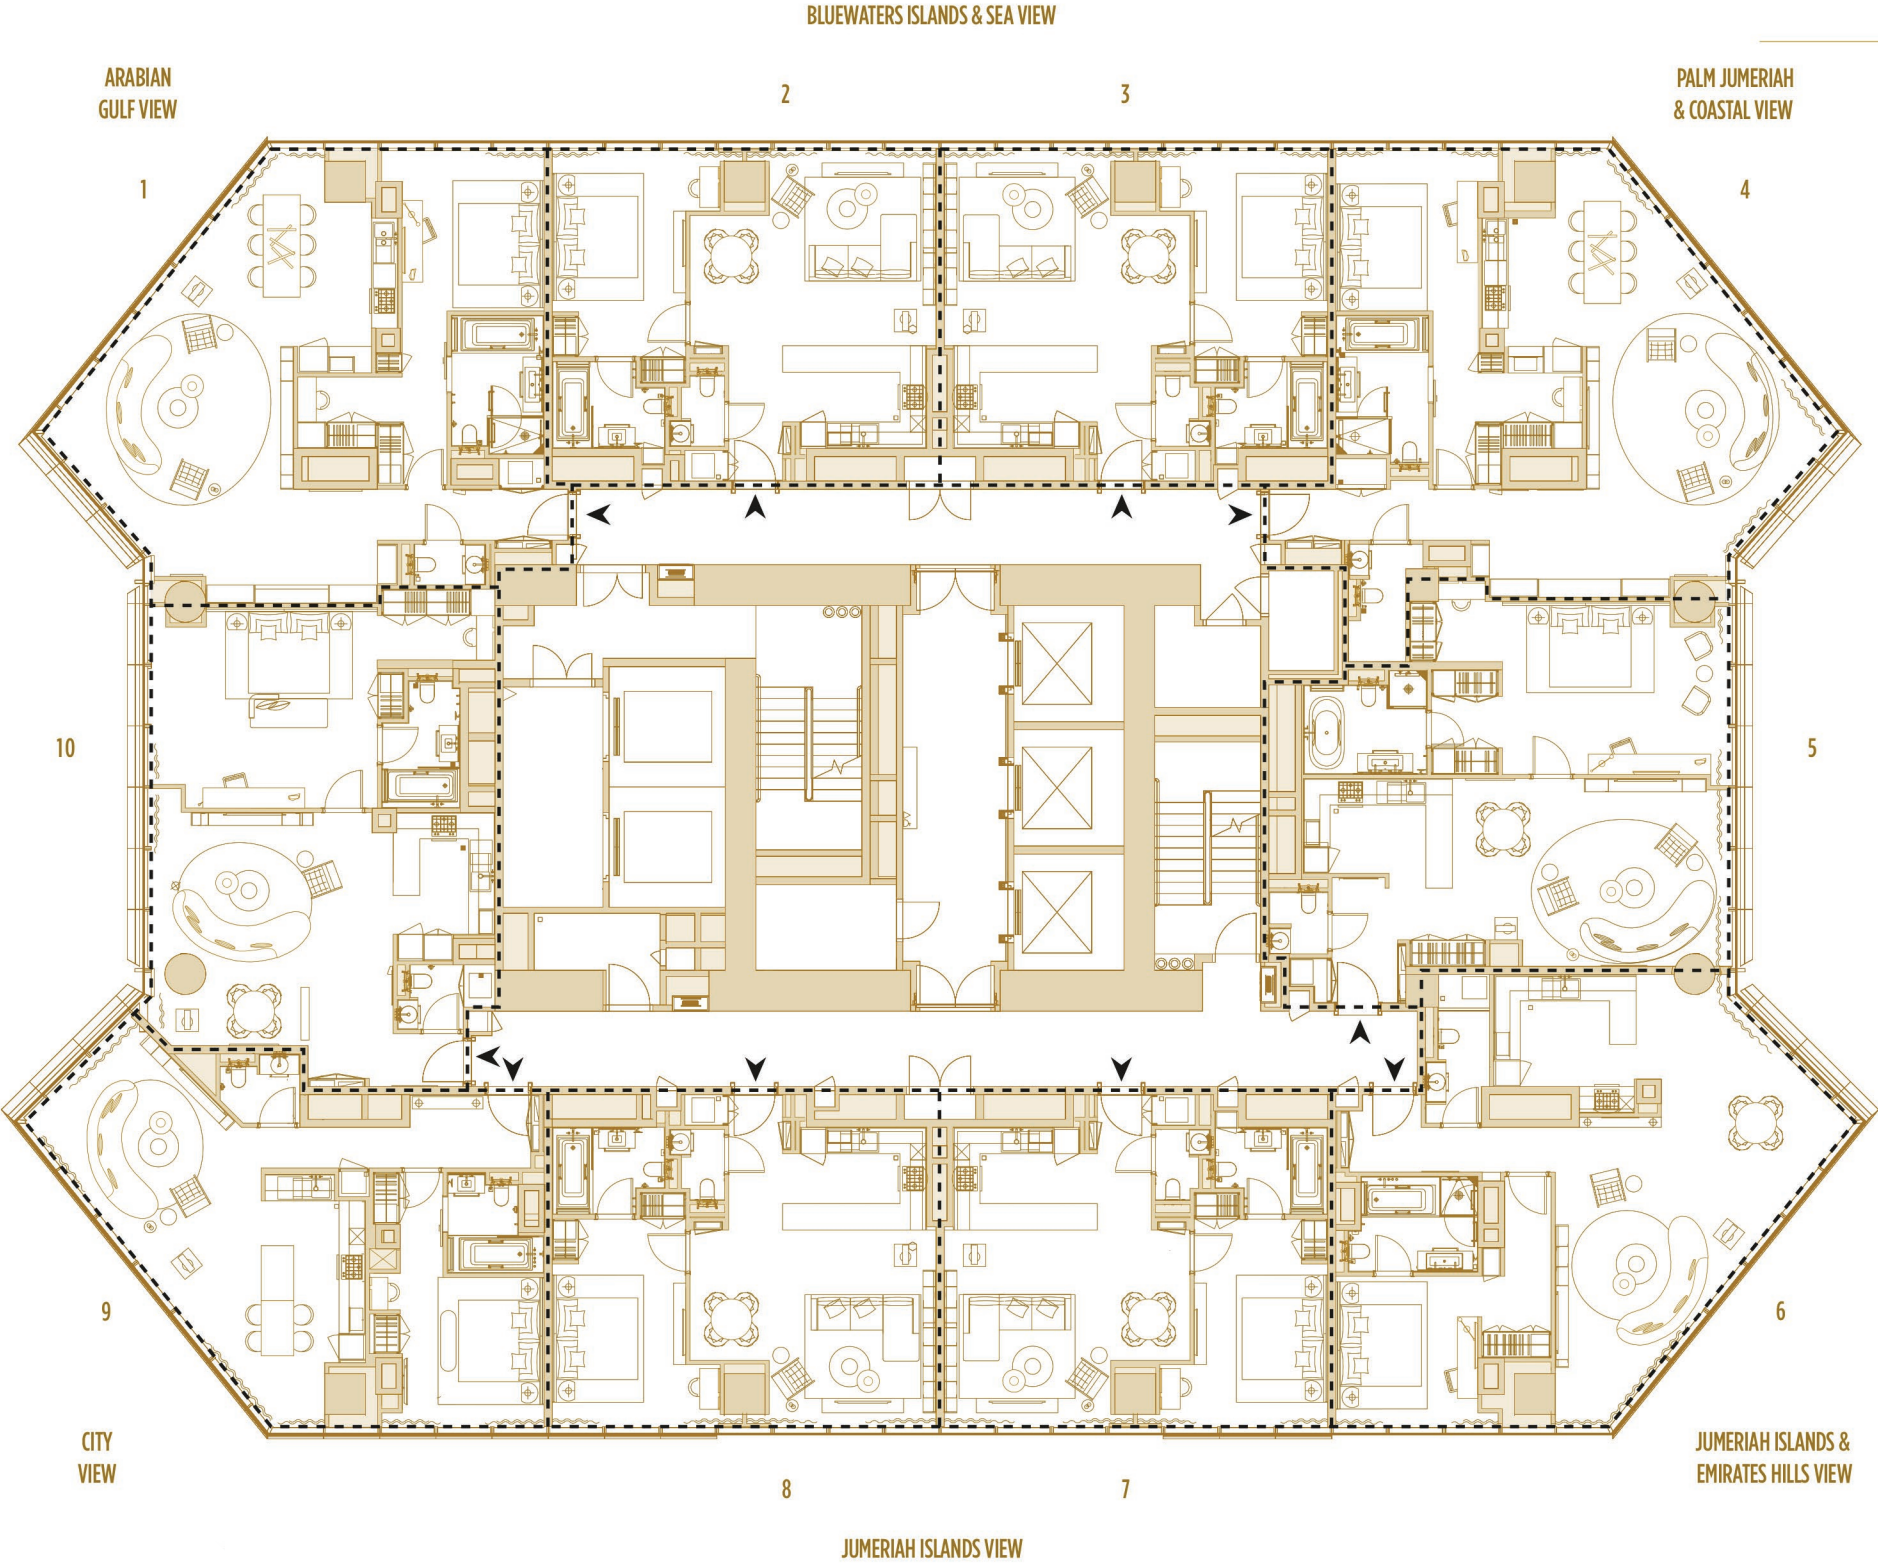 BLUEWATERS ISLANDS & SEA VIEW
ARABIAN
GULF VIEW
2
3
PALM JUMERIAH
& COASTAL VIEW
1
4
10
5
9
6
CITY
VIEW
8
7
JUMERIAH ISLANDS &
EMIRATES HILLS VIEW
JUMERIAH ISLANDS VIEW